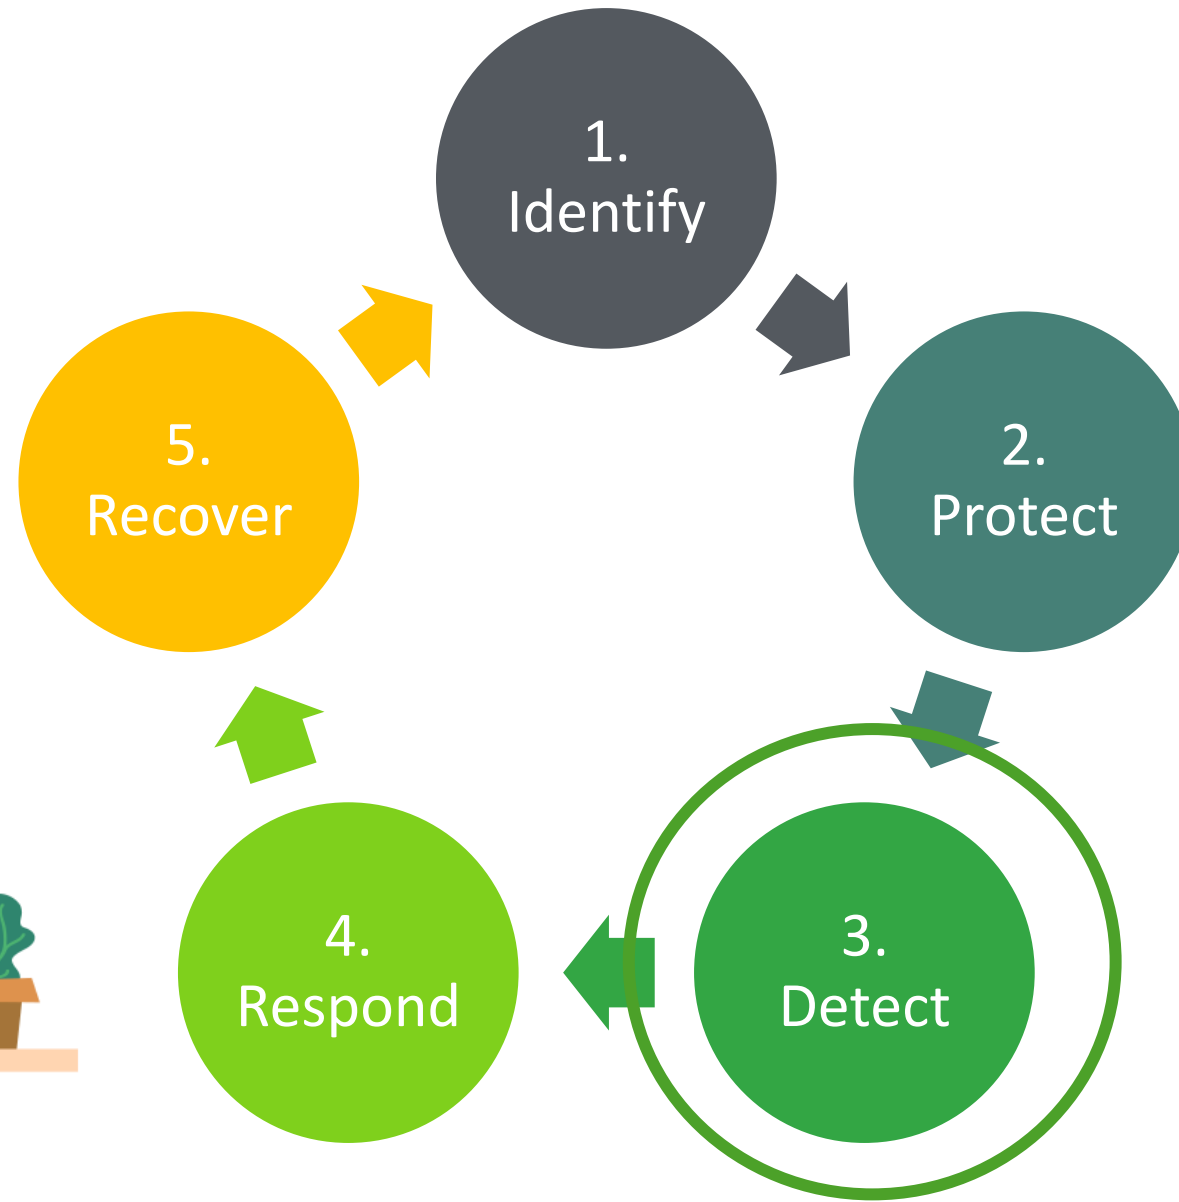 1.
Identify
2.
Protect
3.
Detect
4.
Respond
5.
Recover